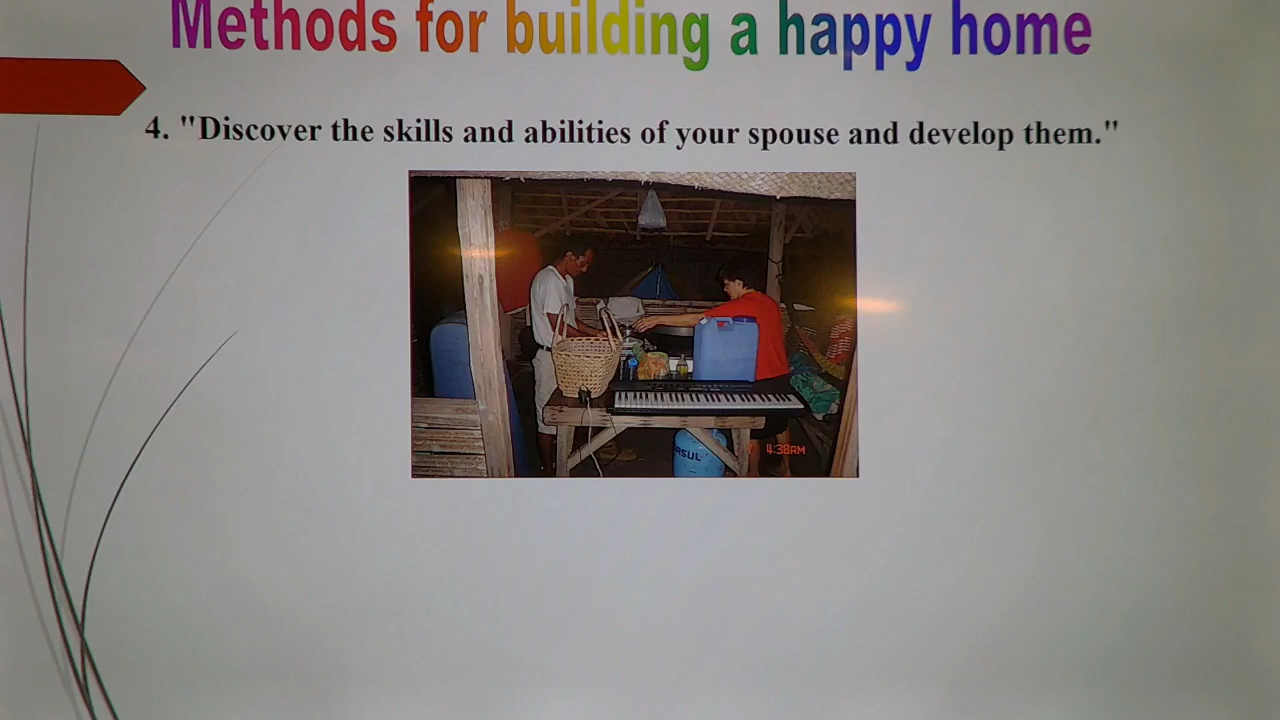 Methods for building a happy home
4. "Discover the skills and abilities of your spouse and develop them."
4:38AM